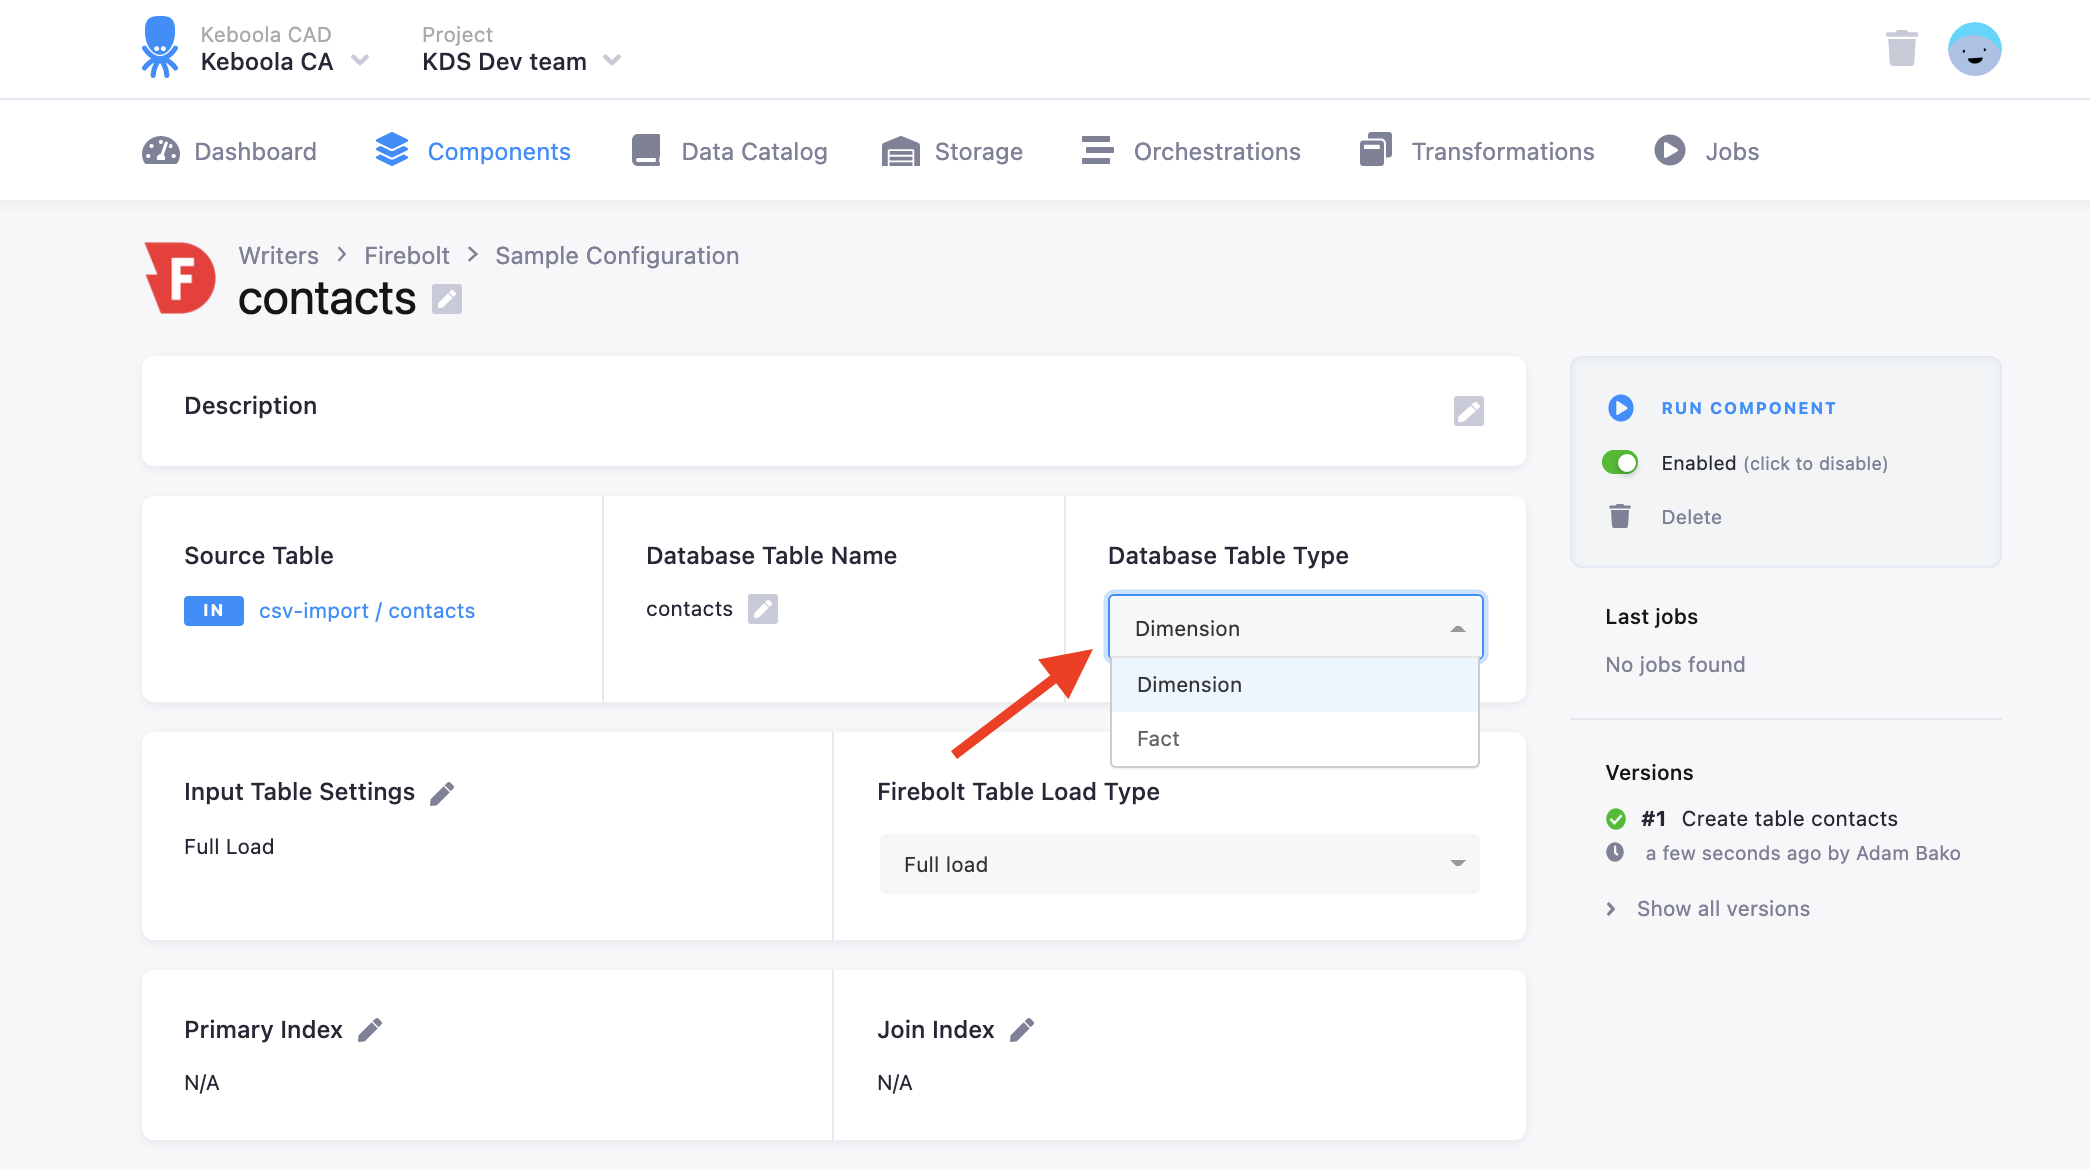 Keboola CAD
Keboola CA
Project
KDS Dev team
Dashboard
Components
Data Catalog
Storage
Orchestrations
Transformations
Jobs
F
Writers > Firebolt > Sample Configuration
contacts
Description
RUN COMPONENT
Enabled (click to disable)
Delete
Source Table
IN csv-import / contacts
Database Table Name
contacts
Database Table Type
Dimension
Dimension
Fact
Last jobs
No jobs found
Input Table Settings
Full Load
Firebolt Table Load Type
Full load
Versions
#1 Create table contacts
a few seconds ago by Adam Bako
Show all versions
Primary Index
N/A
Join Index
N/A